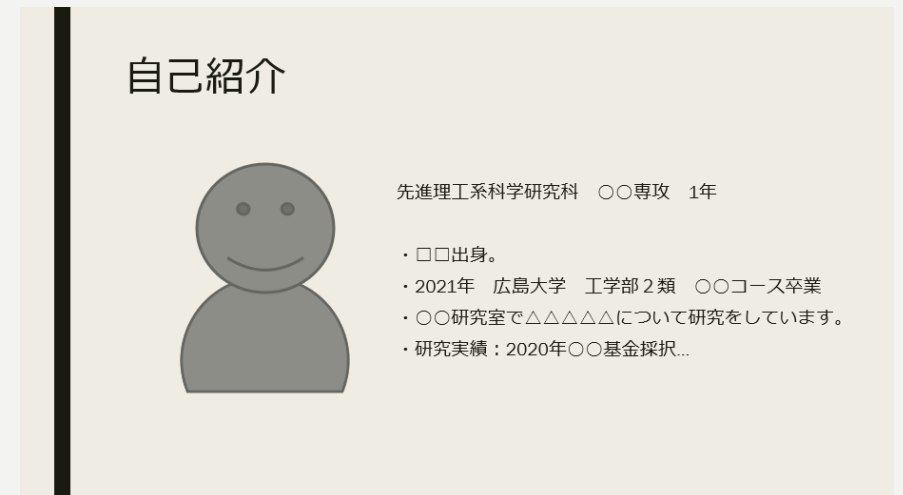 自己紹介
先進理工系科学研究科　○○専攻　1年
・□□出身。
・2021年　広島大学　工学部２類　○○コース卒業
・○○研究室で△△△△△について研究をしています。
・研究実績：2020年○○基金採択...